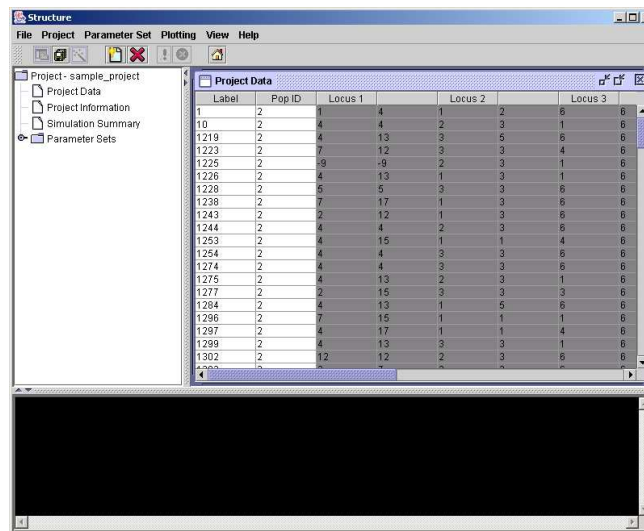 Structure
File Project Parameter Set Plotting View Help
Project - sample_project
Project Data
Project Information
Simulation Summary
Parameter Sets
Project Data
Label Pop ID Locus 1 Locus 2 Locus 3
1 2 1 4 1 2 6 6
10 2 4 4 2 3 1 6
1219 2 4 13 3 5 6 6
1223 2 7 12 3 3 4 6
1225 2 -9 -9 2 3 1 6
1226 2 4 13 1 3 1 6
1228 2 5 5 3 3 6 6
1238 2 7 17 1 3 6 6
1243 2 2 12 1 3 6 6
1244 2 4 4 2 3 6 6
1253 2 4 15 1 1 4 6
1254 2 4 4 3 3 6 6
1274 2 4 4 3 3 6 6
1275 2 4 13 2 3 1 6
1277 2 2 15 3 3 3 6
1284 2 4 13 1 5 6 6
1296 2 7 15 1 1 1 6
1297 2 4 17 1 1 4 6
1299 2 4 13 3 3 1 6
1302 2 12 12 2 3 6 6